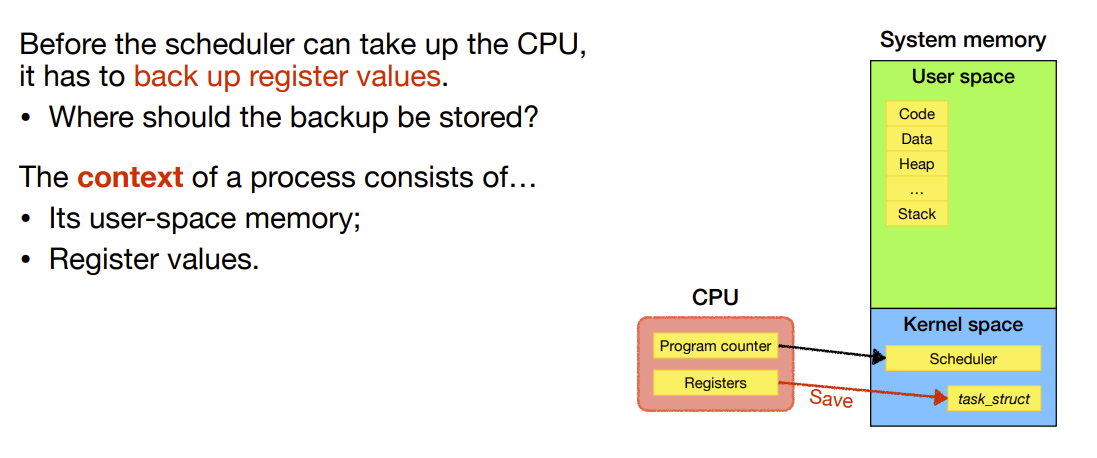 Before the scheduler can take up the CPU,
it has to back up register values.
• Where should the backup be stored?
The context of a process consists of…
• Its user-space memory;
• Register values.
System memory
User space
Code
Data
Heap
…
Stack
CPU
Program counter
Registers
Save
Kernel space
Scheduler
task_struct